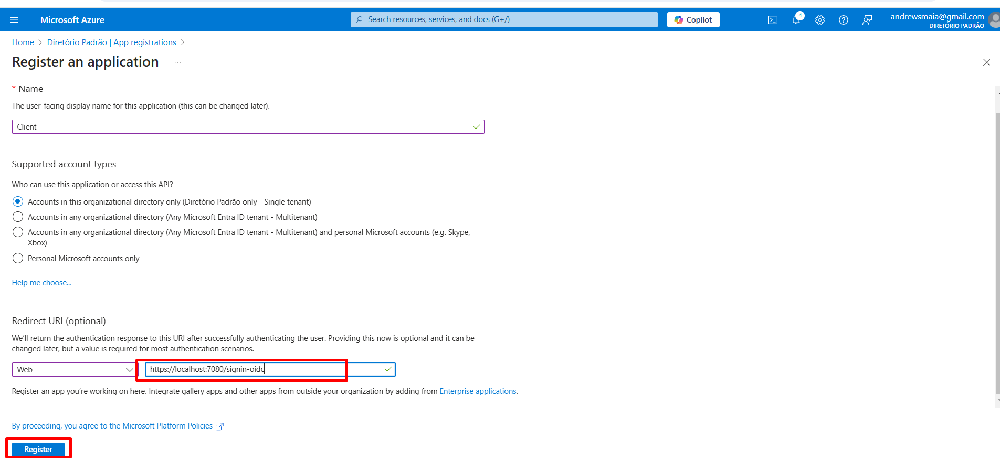 Microsoft Azure
Search resources, services, and docs (G+/)
Copilot
4
andrewsmaia@gmail.com
DIRETÓRIO PADRÃO
Home > Diretório Padrão | App registrations >
Register an application ...
* Name
The user-facing display name for this application (this can be changed later).
Client
Supported account types
Who can use this application or access this API?
Accounts in this organizational directory only (Diretório Padrão only - Single tenant)
Accounts in any organizational directory (Any Microsoft Entra ID tenant - Multitenant)
Accounts in any organizational directory (Any Microsoft Entra ID tenant - Multitenant) and personal Microsoft accounts (e.g. Skype,
Xbox)
Personal Microsoft accounts only
Help me choose...
Redirect URI (optional)
We'll return the authentication response to this URI after successfully authenticating the user. Providing this now is optional and it can be
changed later, but a value is required for most authentication scenarios.
Web
https://localhost:7080/signin-oidc
Register an app you're working on here. Integrate gallery apps and other apps from outside your organization by adding from Enterprise applications.
By proceeding, you agree to the Microsoft Platform Policies
Register